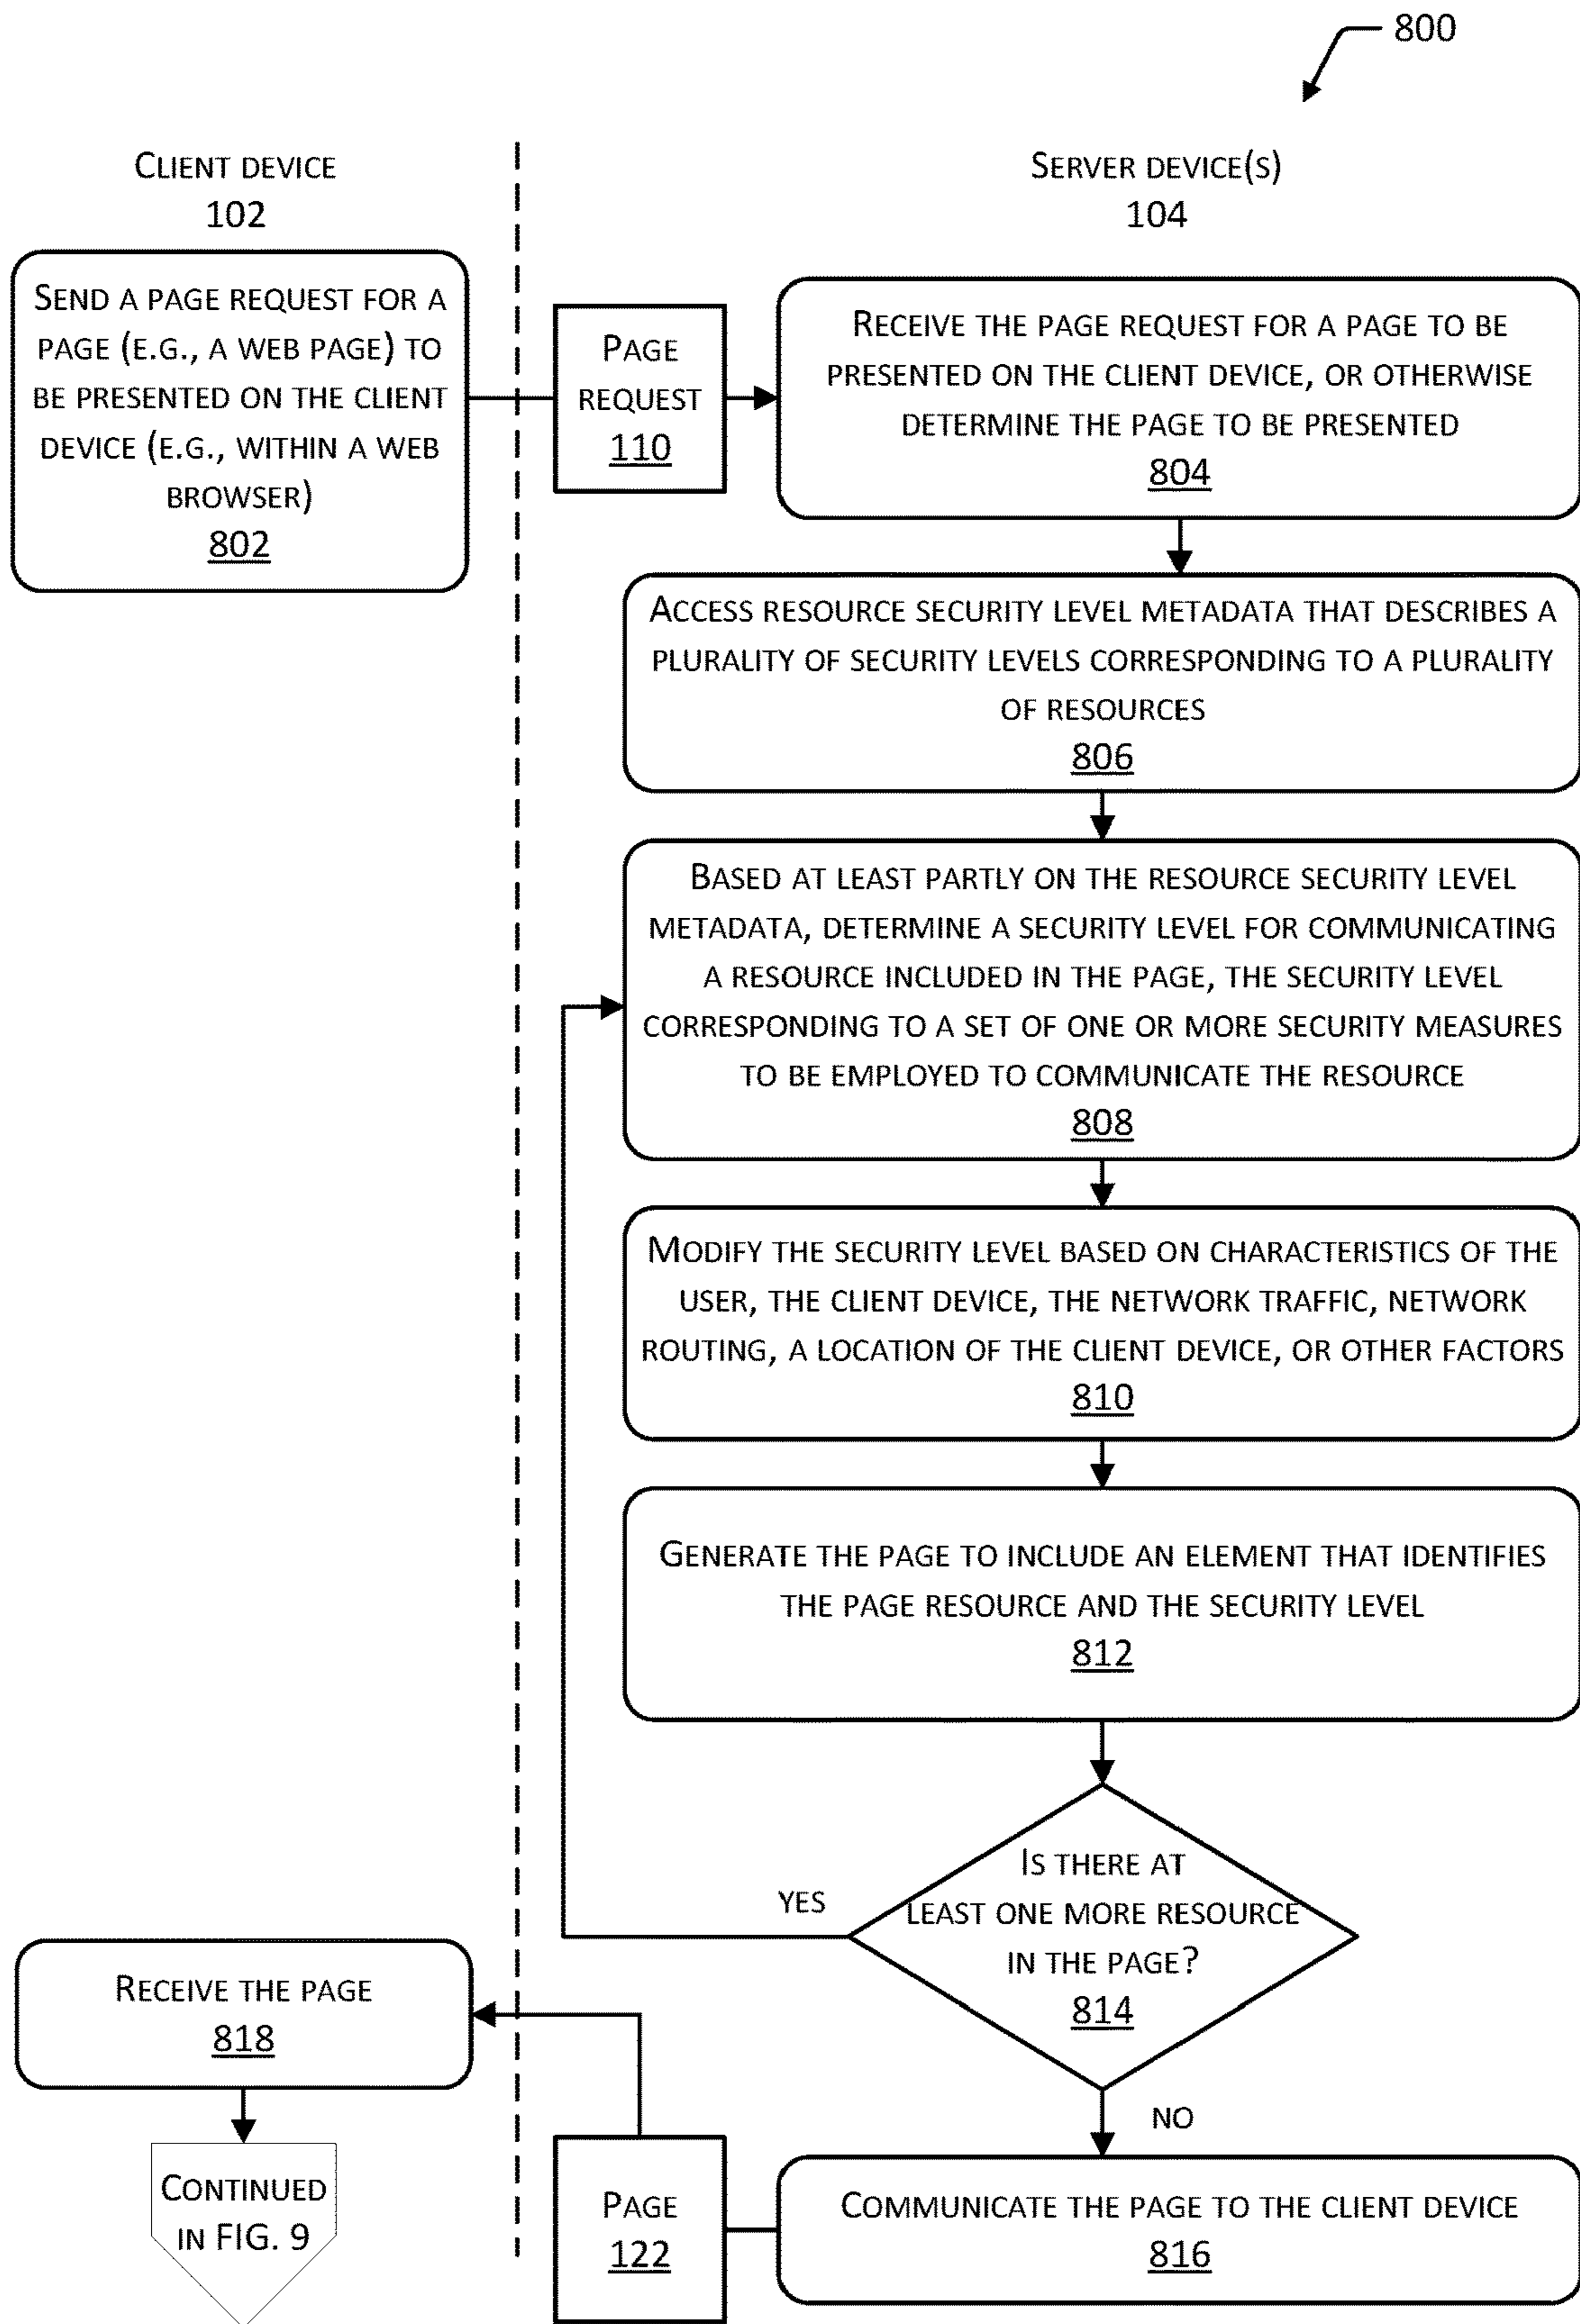 800
CLIENT DEVICE
102
SERVER DEVICE(S)
104
SEND A PAGE REQUEST FOR A
PAGE (E.G., A WEB PAGE) TO
BE PRESENTED ON THE CLIENT
DEVICE (E.G., WITHIN A WEB
BROWSER)
802
PAGE
REQUEST
110
RECEIVE THE PAGE REQUEST FOR A PAGE TO BE
PRESENTED ON THE CLIENT DEVICE, OR OTHERWISE
DETERMINE THE PAGE TO BE PRESENTED
804
ACCESS RESOURCE SECURITY LEVEL METADATA THAT DESCRIBES A
PLURALITY OF SECURITY LEVELS CORRESPONDING TO A PLURALITY
OF RESOURCES
806
BASED AT LEAST PARTLY ON THE RESOURCE SECURITY LEVEL
METADATA, DETERMINE A SECURITY LEVEL FOR COMMUNICATING
A RESOURCE INCLUDED IN THE PAGE, THE SECURITY LEVEL
CORRESPONDING TO A SET OF ONE OR MORE SECURITY MEASURES
TO BE EMPLOYED TO COMMUNICATE THE RESOURCE
808
MODIFY THE SECURITY LEVEL BASED ON CHARACTERISTICS OF THE
USER, THE CLIENT DEVICE, THE NETWORK TRAFFIC, NETWORK
ROUTING, A LOCATION OF THE CLIENT DEVICE, OR OTHER FACTORS
810
GENERATE THE PAGE TO INCLUDE AN ELEMENT THAT IDENTIFIES
THE PAGE RESOURCE AND THE SECURITY LEVEL
812
IS THERE AT
LEAST ONE MORE RESOURCE
IN THE PAGE?
814
YES
NO
COMMUNICATE THE PAGE TO THE CLIENT DEVICE
816
PAGE
122
RECEIVE THE PAGE
818
CONTINUED
IN FIG. 9